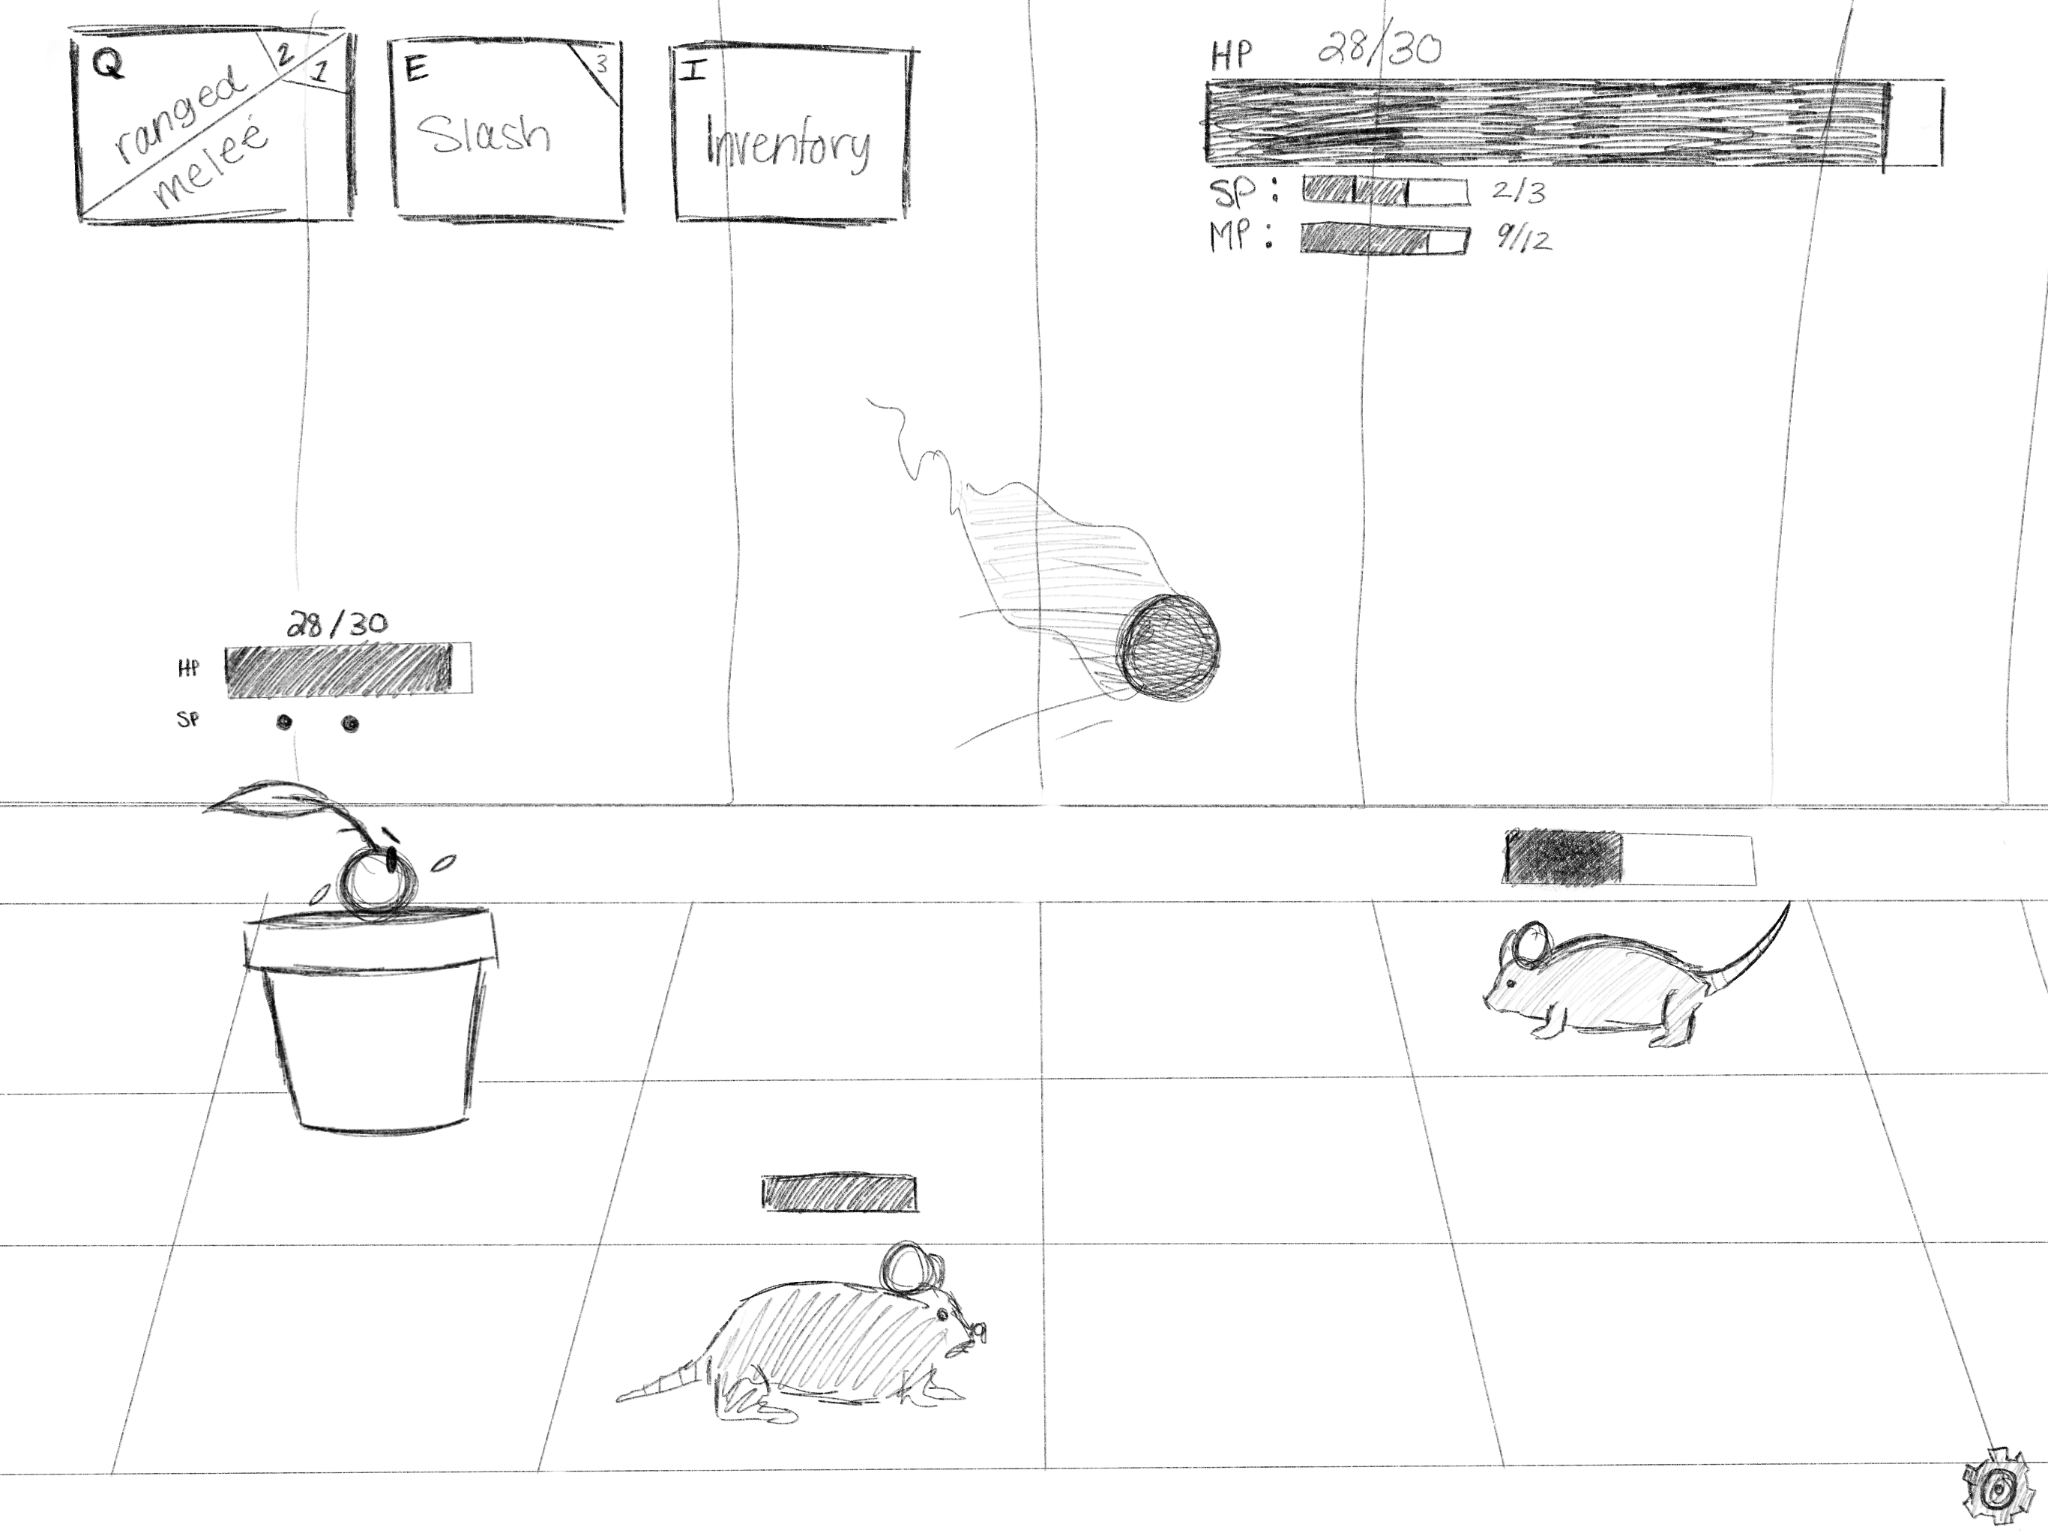 Q
2
1
ranged
meleé
E
3
Slash
I
Inventory
HP 28/30
SP: 2/3
MP: 9/12
28/30
HP
SP